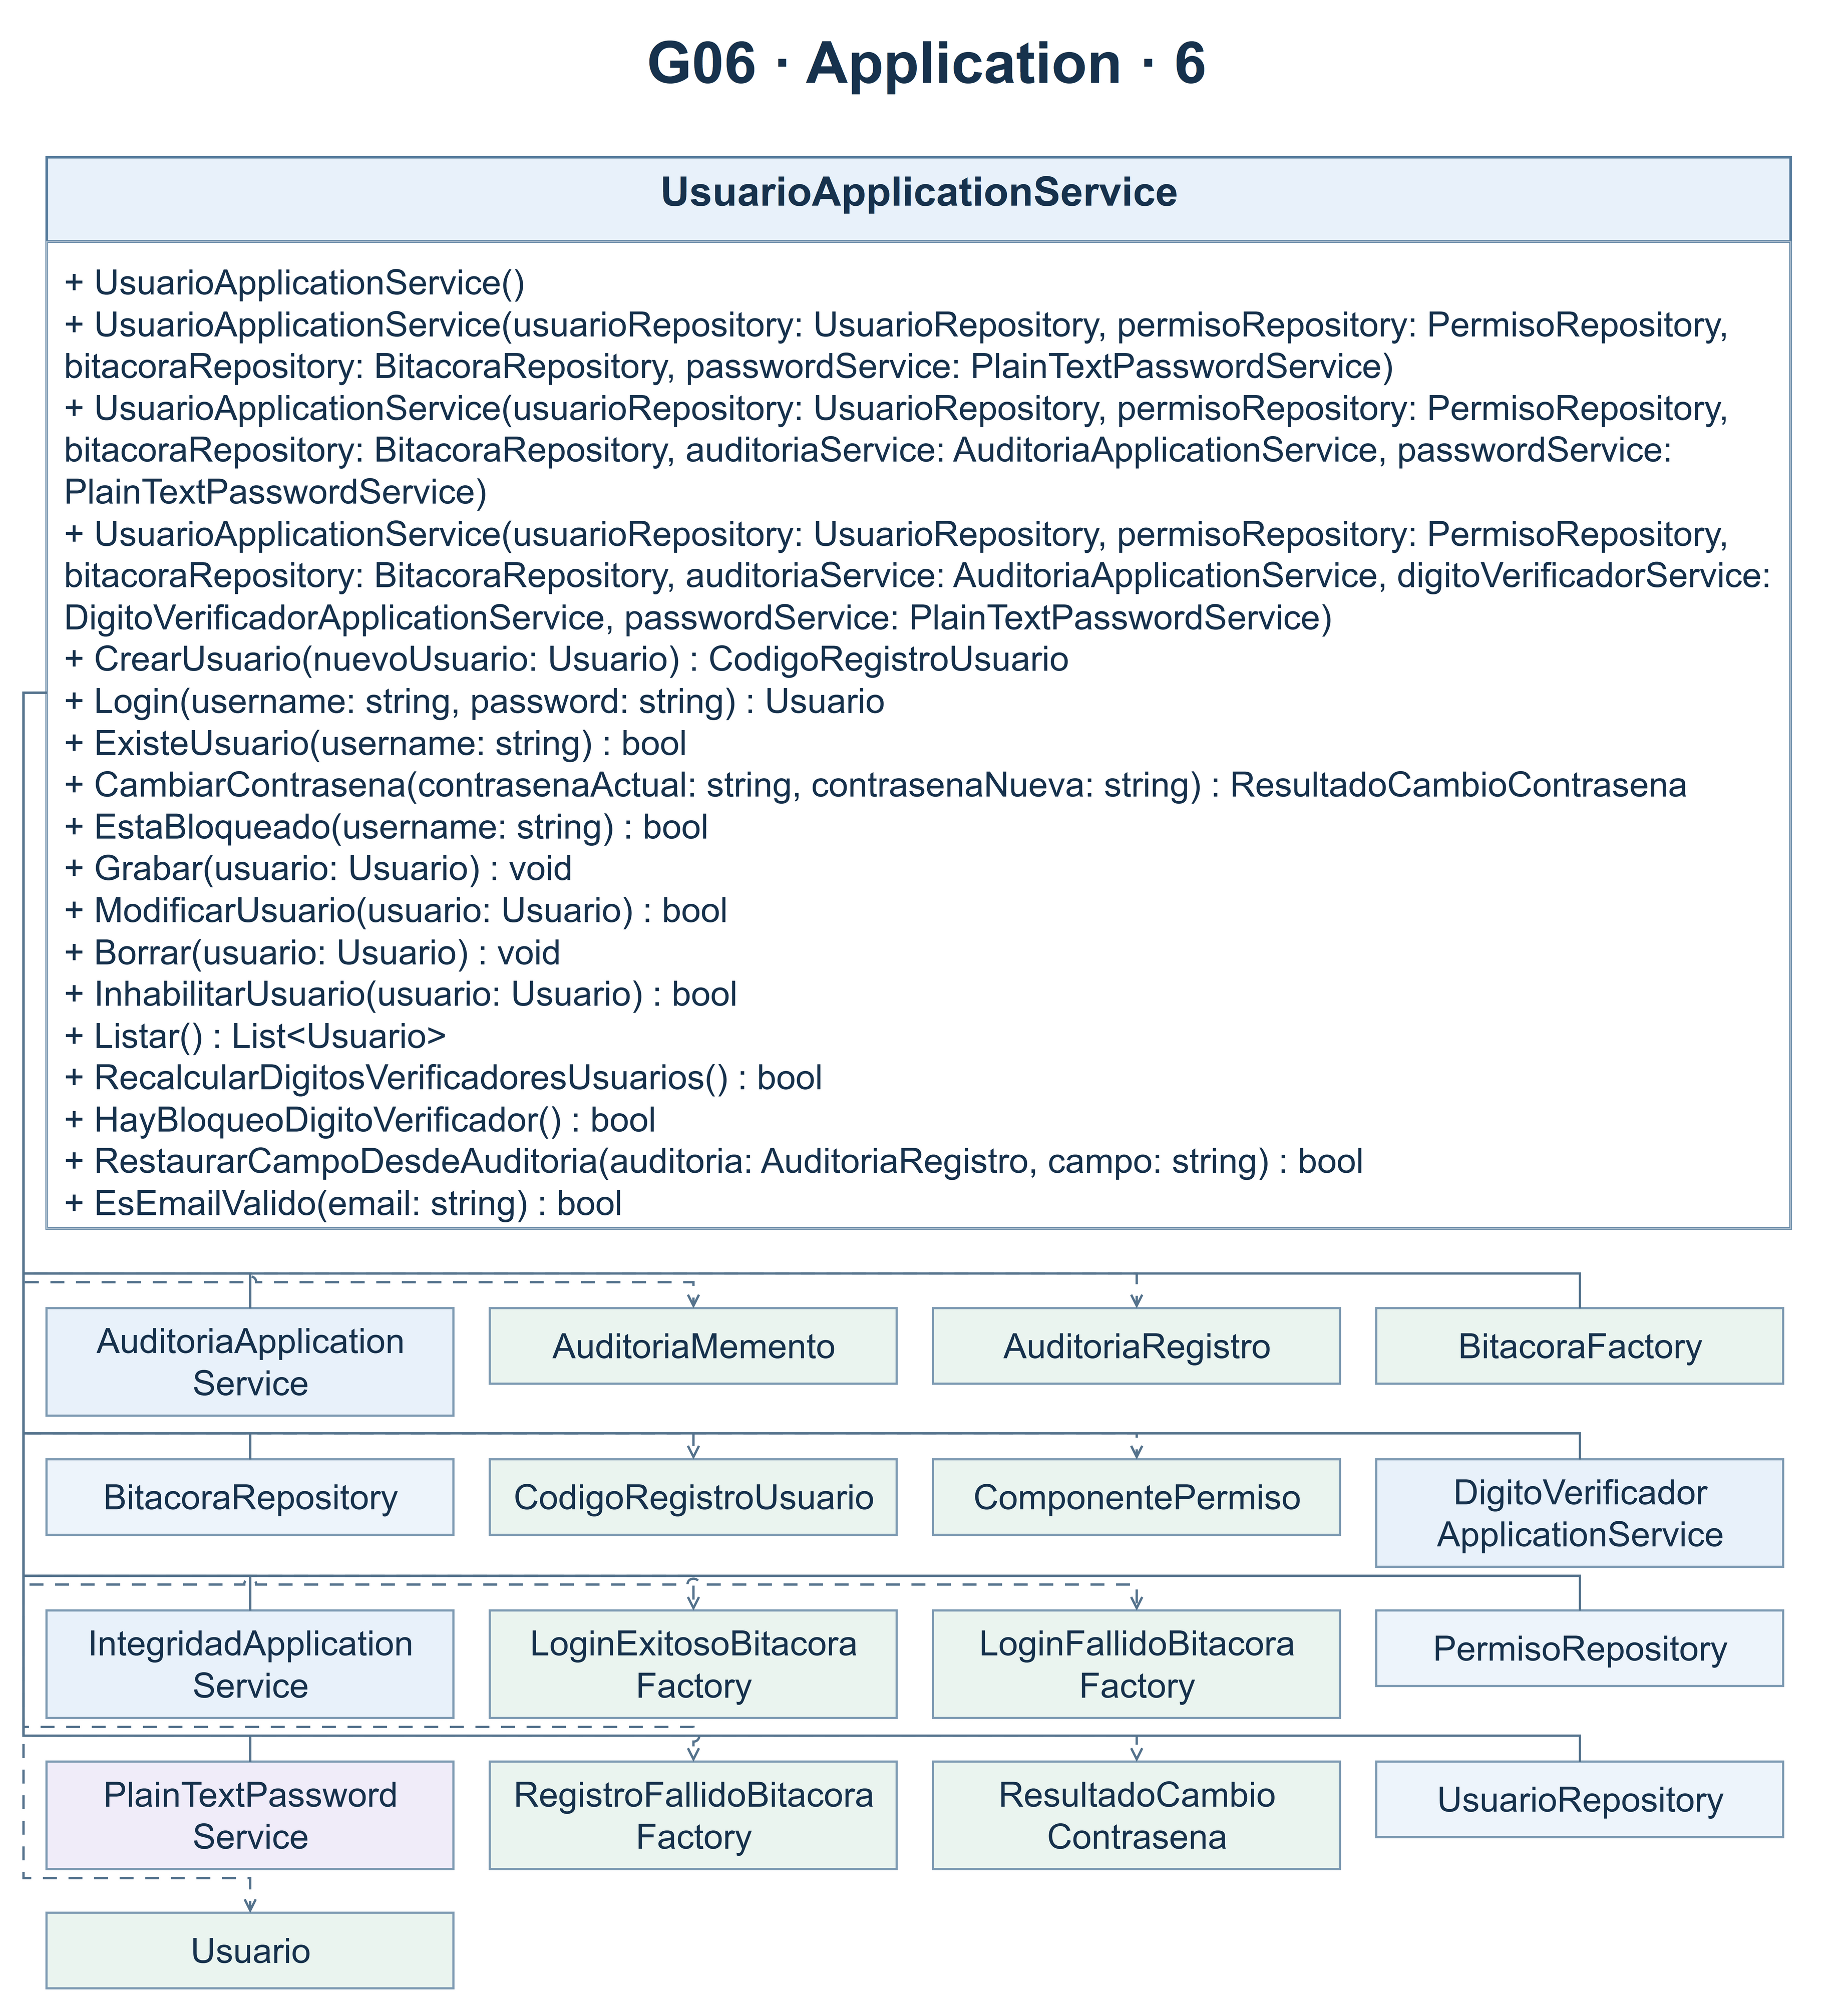 G06 · Application · 6
UsuarioApplicationService
+ UsuarioApplicationService()
+ UsuarioApplicationService(usuarioRepository: UsuarioRepository, permisoRepository: PermisoRepository,
bitacoraRepository: BitacoraRepository, passwordService: PlainTextPasswordService)
+ UsuarioApplicationService(usuarioRepository: UsuarioRepository, permisoRepository: PermisoRepository,
bitacoraRepository: BitacoraRepository, auditoriaService: AuditoriaApplicationService, passwordService:
PlainTextPasswordService)
+ UsuarioApplicationService(usuarioRepository: UsuarioRepository, permisoRepository: PermisoRepository,
bitacoraRepository: BitacoraRepository, auditoriaService: AuditoriaApplicationService, digitoVerificadorService:
DigitoVerificadorApplicationService, passwordService: PlainTextPasswordService)
+ CrearUsuario(nuevoUsuario: Usuario) : CodigoRegistroUsuario
+ Login(username: string, password: string) : Usuario
+ ExisteUsuario(username: string) : bool
+ CambiarContrasena(contrasenaActual: string, contrasenaNueva: string) : ResultadoCambioContrasena
+ EstaBloqueado(username: string) : bool
+ Grabar(usuario: Usuario) : void
+ ModificarUsuario(usuario: Usuario) : bool
+ Borrar(usuario: Usuario) : void
+ InhabilitarUsuario(usuario: Usuario) : bool
+ Listar() : List<Usuario>
+ RecalcularDigitosVerificadoresUsuarios() : bool
+ HayBloqueoDigitoVerificador() : bool
+ RestaurarCampoDesdeAuditoria(auditoria: AuditoriaRegistro, campo: string) : bool
+ EsEmailValido(email: string) : bool
AuditoriaApplication
Service
AuditoriaMemento
AuditoriaRegistro
BitacoraFactory
BitacoraRepository
CodigoRegistroUsuario
ComponentePermiso
DigitoVerificador
ApplicationService
IntegridadApplication
Service
LoginExitosoBitacora
Factory
LoginFallidoBitacora
Factory
PermisoRepository
PlainTextPassword
Service
RegistroFallidoBitacora
Factory
ResultadoCambio
Contrasena
UsuarioRepository
Usuario